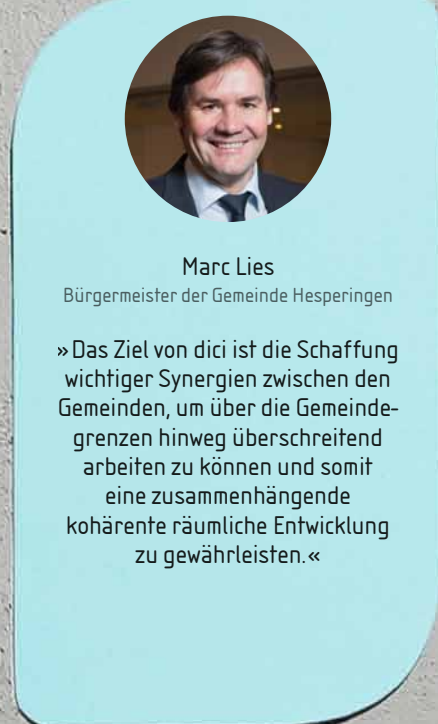 Marc Lies
Bürgermeister der Gemeinde Hesperingen
» Das Ziel von dici ist die Schaffung
wichtiger Synergien zwischen den
Gemeinden, um über die Gemeinde-
grenzen hinweg überschreitend
arbeiten zu können und somit
eine zusammenhängende
kohärente räumliche Entwicklung
zu gewährleisten.«